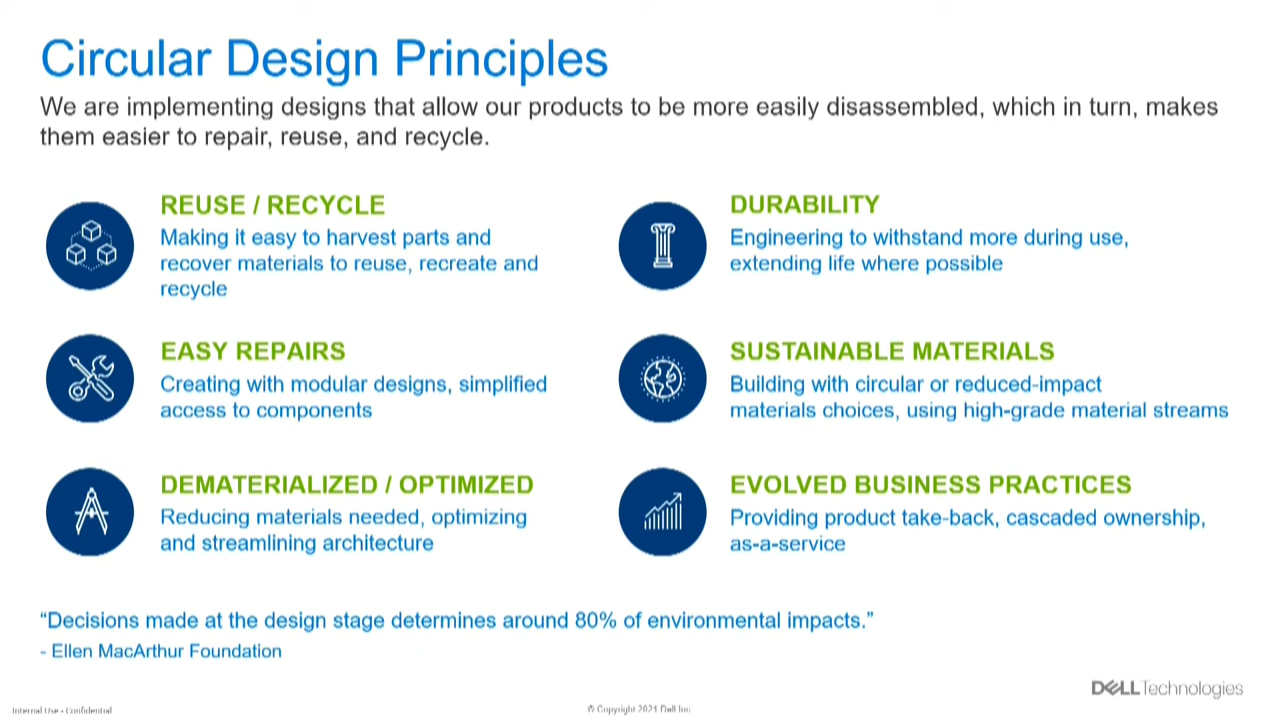 Circular Design Principles
We are implementing designs that allow our products to be more easily disassembled, which in turn, makes
them easier to repair, reuse, and recycle.
REUSE / RECYCLE
Making it easy to harvest parts and
recover materials to reuse, recreate and
recycle
DURABILITY
Engineering to withstand more during use,
extending life where possible
EASY REPAIRS
Creating with modular designs, simplified
access to components
SUSTAINABLE MATERIALS
Building with circular or reduced-impact
materials choices, using high-grade material streams
DEMATERIALIZED / OPTIMIZED
Reducing materials needed, optimizing
and streamlining architecture
EVOLVED BUSINESS PRACTICES
Providing product take-back, cascaded ownership,
as-a-service
“Decisions made at the design stage determines around 80% of environmental impacts.”
- Ellen MacArthur Foundation
DELL Technologies
Internal Use - Confidential
© Copyright 2021 Dell Inc